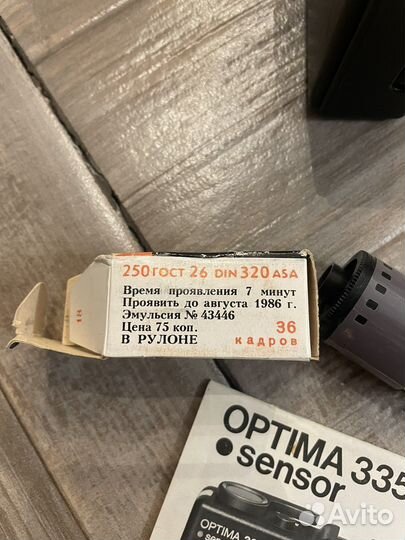 250 ГОСТ 26 DIN 320 ASA
Время проявления 7 минут
Проявить до августа 1986 г.
Эмульсия № 43446
Цена 75 коп.
В РУЛОНЕ
36
кадров
OPTIMA 335
sensor
OPTIMA
Avito